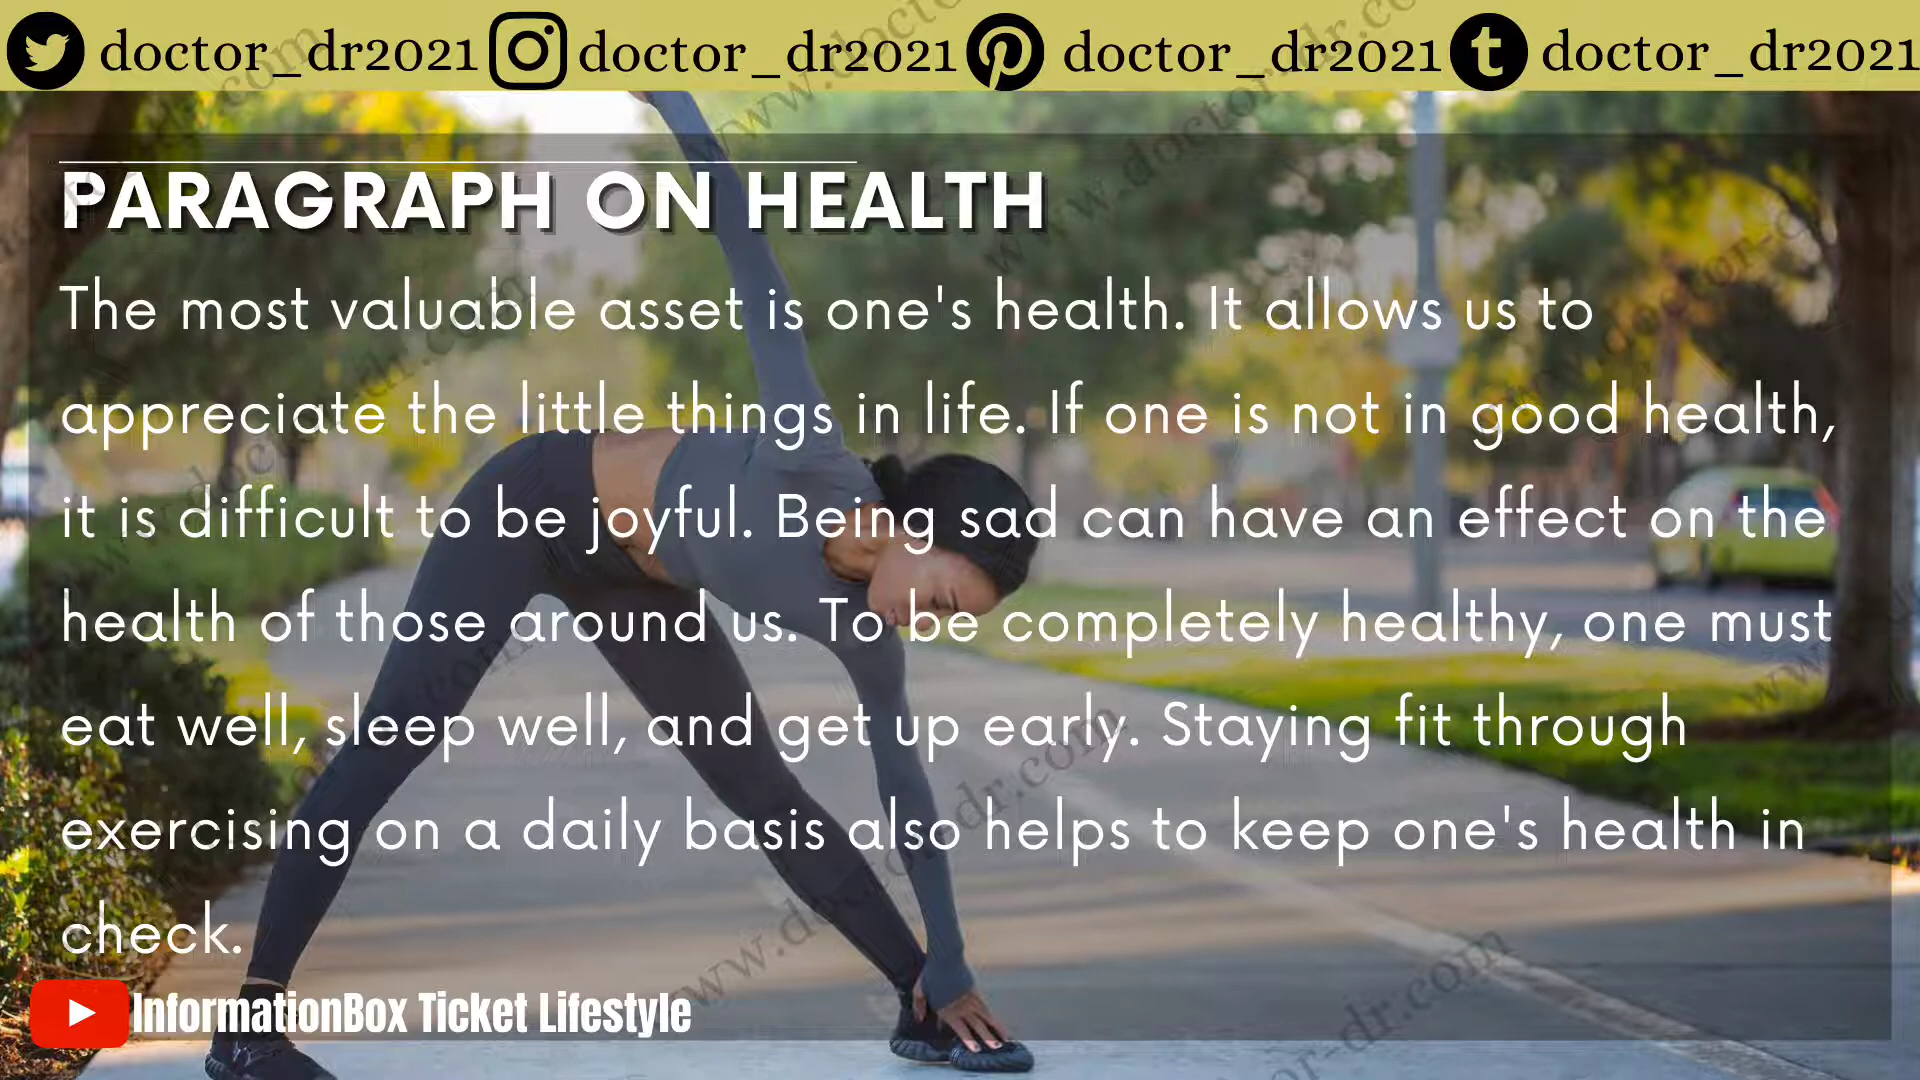 doctor_dr2021 doctor_dr2021 doctor_dr2021 doctor_dr2021
PARAGRAPH ON HEALTH
The most valuable asset is one's health. It allows us to
appreciate the little things in life. If one is not in good health,
it is difficult to be joyful. Being sad can have an effect on the
health of those around us. To be completely healthy, one must
eat well, sleep well, and get up early. Staying fit through
exercising on a daily basis also helps to keep one's health in
check.
InformationBox Ticket Lifestyle
www.doctor-dr.com